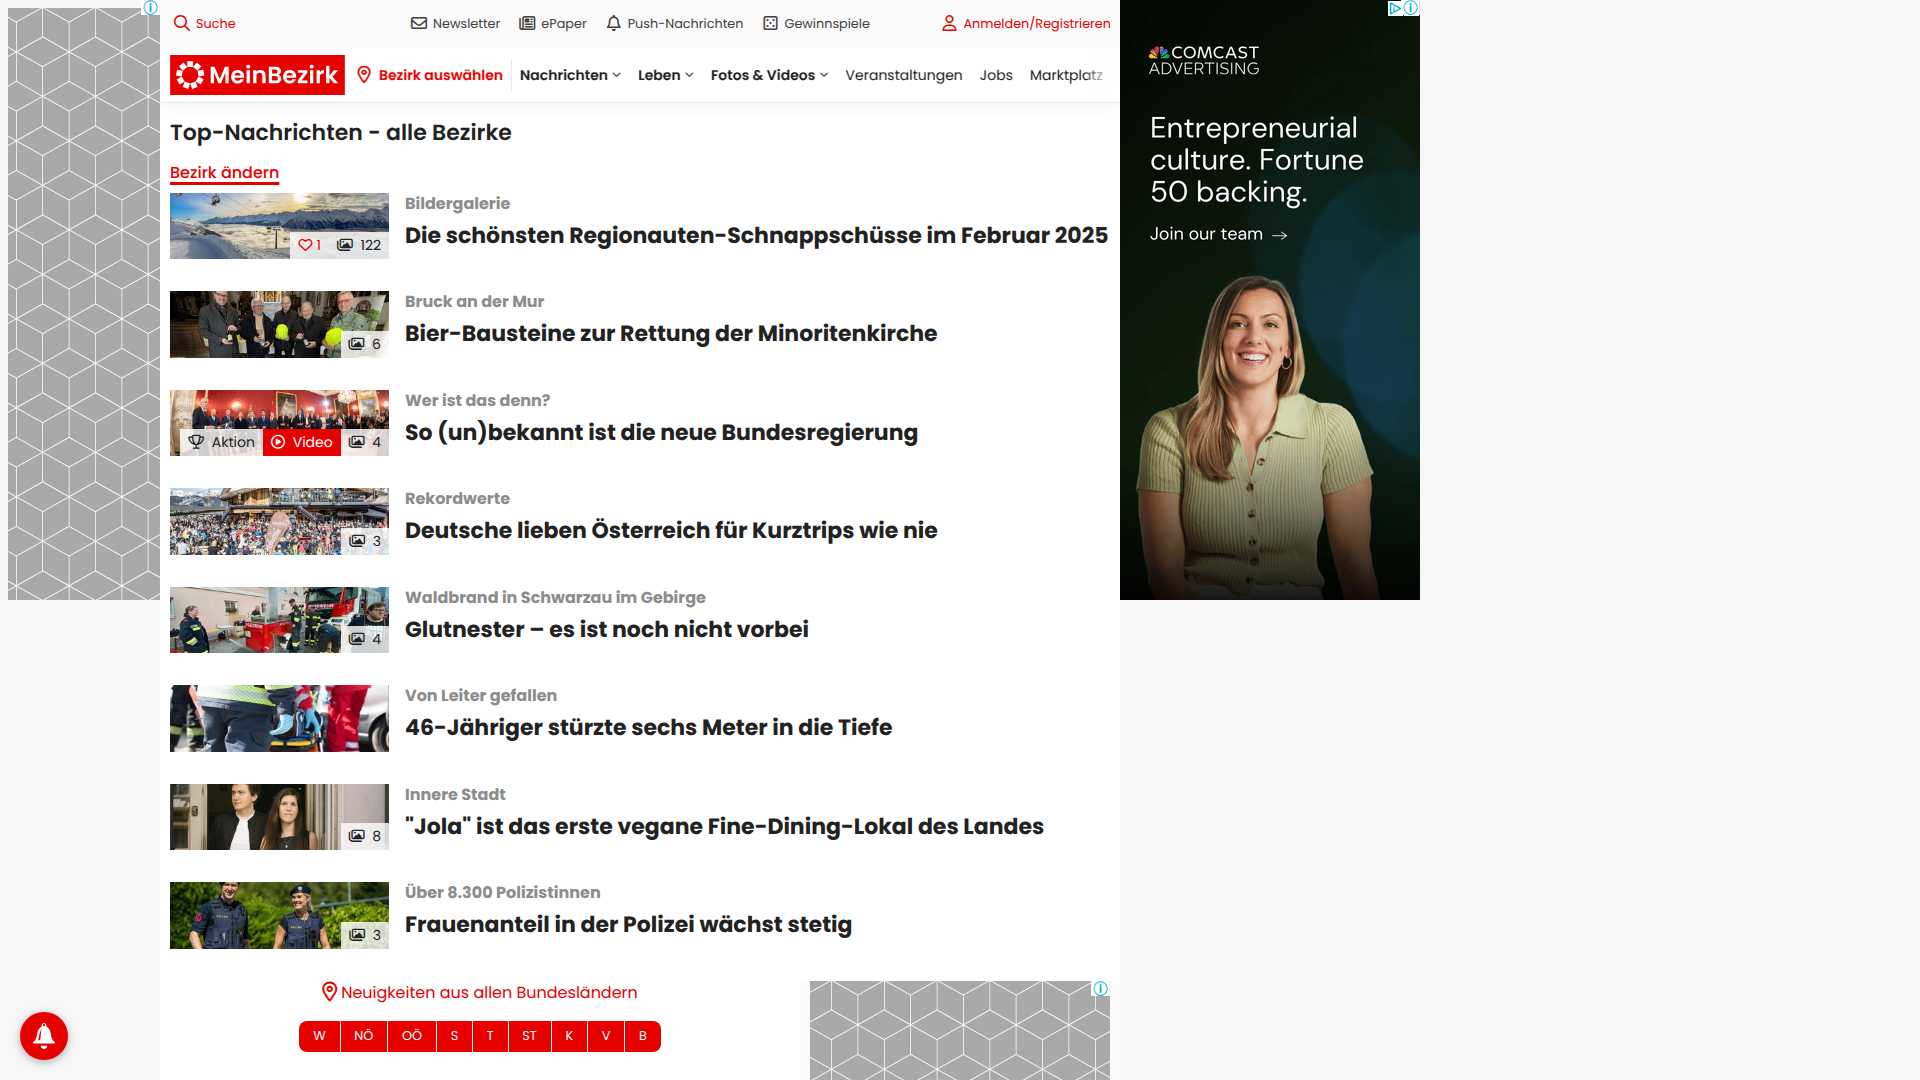 Suche
Newsletter
ePaper
Push-Nachrichten
Gewinnspiele
Anmelden/Registrieren
MeinBezirk
Bezirk auswählen
Nachrichten
Leben
Fotos & Videos
Veranstaltungen
Jobs
Marktplatz
Top-Nachrichten - alle Bezirke
Bezirk ändern
1
122
Bildergalerie
Die schönsten Regionauten-Schnappschüsse im Februar 2025
6
Bruck an der Mur
Bier-Bausteine zur Rettung der Minoritenkirche
Aktion
Video
4
Wer ist das denn?
So (un)bekannt ist die neue Bundesregierung
3
Rekordwerte
Deutsche lieben Österreich für Kurztrips wie nie
4
Waldbrand in Schwarzau im Gebirge
Glutnester – es ist noch nicht vorbei
Von Leiter gefallen
46-Jähriger stürzte sechs Meter in die Tiefe
8
Innere Stadt
"Jola" ist das erste vegane Fine-Dining-Lokal des Landes
3
Über 8.300 Polizistinnen
Frauenanteil in der Polizei wächst stetig
Neuigkeiten aus allen Bundesländern
W NÖ OÖ S T ST K V B
COMCAST
ADVERTISING
Entrepreneurial
culture. Fortune
50 backing.
Join our team →